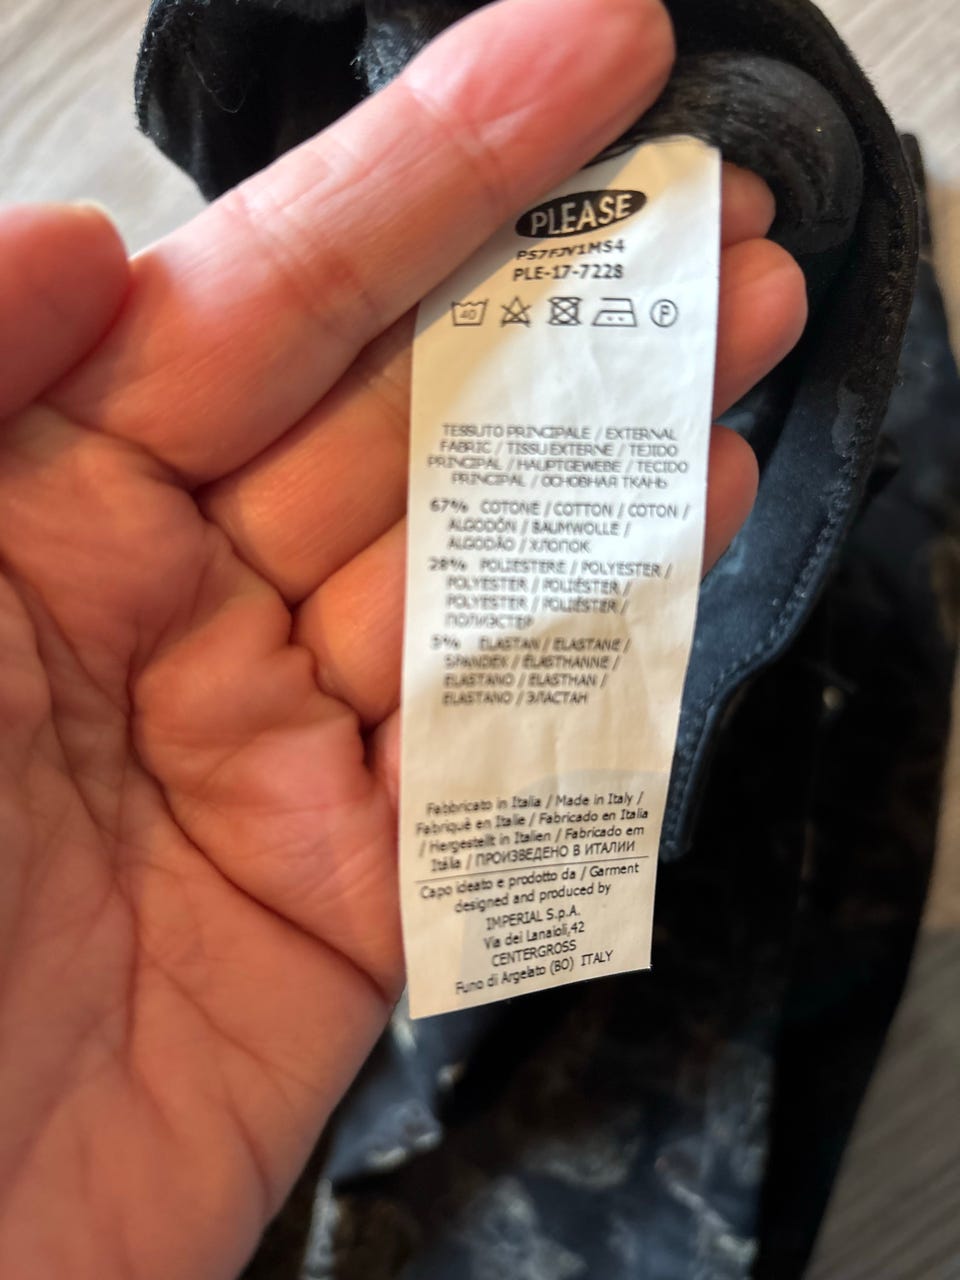 PLEASE
PS7FJV1MS4
PLE-17-7228
40 P
TESSUTO PRINCIPALE / EXTERNAL
FABRIC / TISSU EXTERNE / TEJIDO
PRINCIPAL / HAUPTGEWEBE / TECIDO
PRINCIPAL / ОСНОВНАЯ ТКАНЬ
67% COTONE / COTTON / COTON /
ALGODÓN / BAUMWOLLE /
ALGODÃO / ХЛОПОК
28% POLIESTERE / POLYESTER /
POLYESTER / POLIÉSTER /
POLYESTER / POLIÉSTER /
ПОЛИЭСТЕР
5% ELASTAN / ELASTANE /
SPANDEX / ÉLASTHANNE /
ELASTANO / ELASTHAN /
ELASTANO / ЭЛАСТАН
Fabbricato in Italia / Made in Italy /
Fabriqué en Italie / Fabricado en Italia
/ Hergestellt in Italien / Fabricado em
Itália / ПРОИЗВЕДЕНО В ИТАЛИИ
Capo ideato e prodotto da / Garment
designed and produced by
IMPERIAL S.p.A.
Via dei Lanaioli,42
CENTERGROSS
Funo di Argelato (BO) ITALY